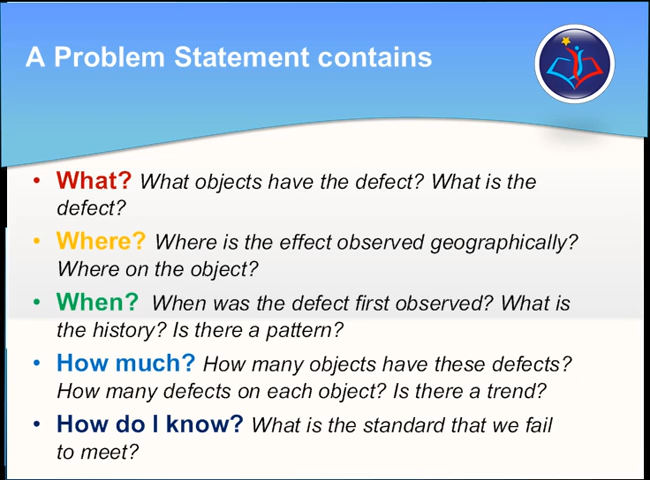 A Problem Statement contains
• What? What objects have the defect? What is the
defect?
• Where? Where is the effect observed geographically?
Where on the object?
• When? When was the defect first observed? What is
the history? Is there a pattern?
• How much? How many objects have these defects?
How many defects on each object? Is there a trend?
• How do I know? What is the standard that we fail
to meet?